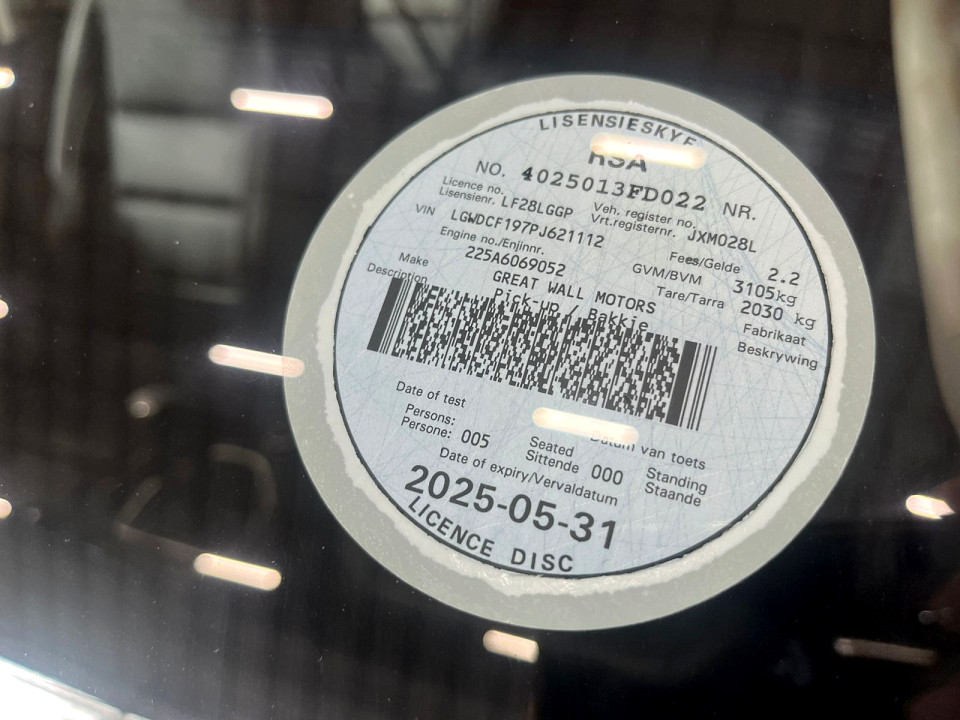 LISENSIESKYF
RSA
NO. 4025013FD022 NR.
Licence no. Lisensienr. LF28LGGP Veh. register no. Vrt.registernr. JXM028L
VIN LGWDCF197PJ621112 Fees/Gelde 2.2
Engine no./Enjinnr. 225A6069052 GVM/BVM 3105kg
Tare/Tarra 2030 kg
Make GREAT WALL MOTORS Fabrikaat
Description Pick-up / Bakkie Beskrywing
Date of test Datum van toets
Persons: Persone: 005 Seated Sittende 000 Standing Staande
Date of expiry/Vervaldatum
2025-05-31
LICENCE DISC